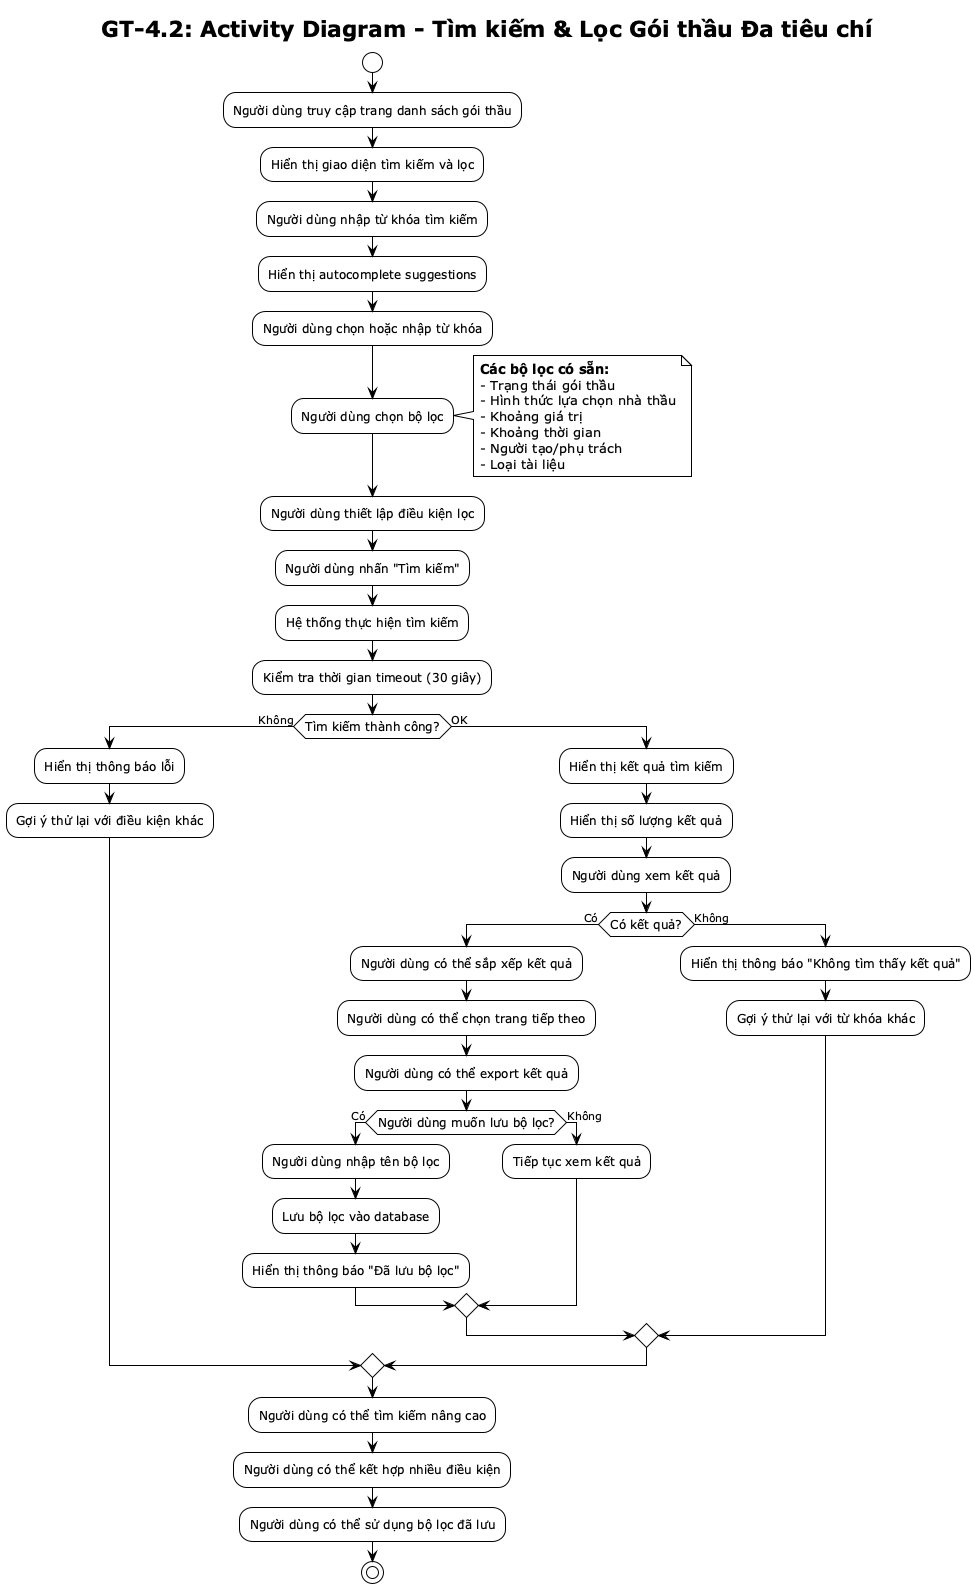 GT-4.2: Activity Diagram - Tìm kiếm & Lọc Gói thầu Đa tiêu chí
Người dùng truy cập trang danh sách gói thầu
Hiển thị giao diện tìm kiếm và lọc
Người dùng nhập từ khóa tìm kiếm
Hiển thị autocomplete suggestions
Người dùng chọn hoặc nhập từ khóa
Người dùng chọn bộ lọc
Các bộ lọc có sẵn:
- Trạng thái gói thầu
- Hình thức lựa chọn nhà thầu
- Khoảng giá trị
- Khoảng thời gian
- Người tạo/phụ trách
- Loại tài liệu
Người dùng thiết lập điều kiện lọc
Người dùng nhấn "Tìm kiếm"
Hệ thống thực hiện tìm kiếm
Kiểm tra thời gian timeout (30 giây)
Không
Tìm kiếm thành công?
OK
Hiển thị thông báo lỗi
Gợi ý thử lại với điều kiện khác
Hiển thị kết quả tìm kiếm
Hiển thị số lượng kết quả
Người dùng xem kết quả
Có
Có kết quả?
Không
Người dùng có thể sắp xếp kết quả
Người dùng có thể chọn trang tiếp theo
Người dùng có thể export kết quả
Có
Người dùng muốn lưu bộ lọc?
Không
Người dùng nhập tên bộ lọc
Lưu bộ lọc vào database
Hiển thị thông báo "Đã lưu bộ lọc"
Tiếp tục xem kết quả
Hiển thị thông báo "Không tìm thấy kết quả"
Gợi ý thử lại với từ khóa khác
Người dùng có thể tìm kiếm nâng cao
Người dùng có thể kết hợp nhiều điều kiện
Người dùng có thể sử dụng bộ lọc đã lưu